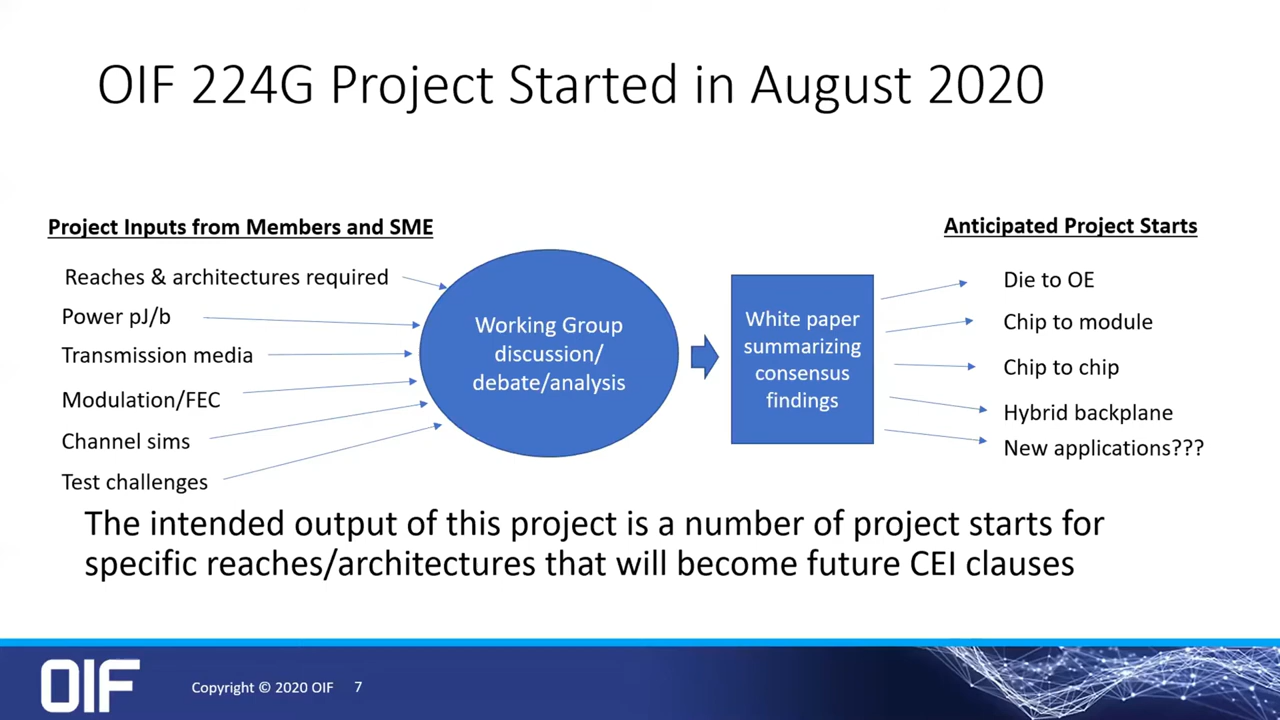 OIF 224G Project Started in August 2020
Project Inputs from Members and SME
Reaches & architectures required
Power pJ/b
Transmission media
Modulation/FEC
Channel sims
Test challenges
Working Group
discussion/
debate/analysis
White paper
summarizing
consensus
findings
Anticipated Project Starts
Die to OE
Chip to module
Chip to chip
Hybrid backplane
New applications???
The intended output of this project is a number of project starts for
specific reaches/architectures that will become future CEI clauses
OIF
Copyright © 2020 OIF 7